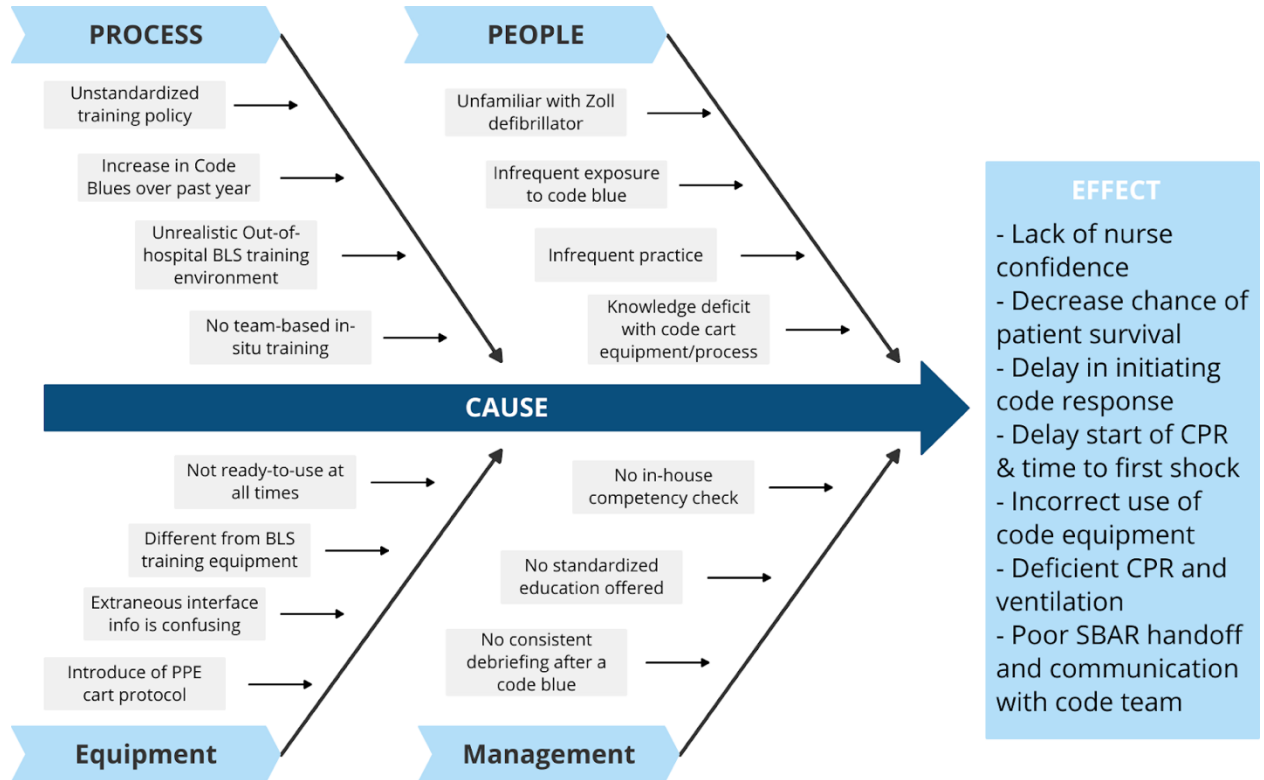 PROCESS
Unstandardized
training policy
Increase in Code
Blues over past year
Unrealistic Out-of-
hospital BLS training
environment
No team-based in-
situ training
PEOPLE
Unfamiliar with Zoll
defibrillator
Infrequent exposure
to code blue
Infrequent practice
Knowledge deficit
with code cart
equipment/process
CAUSE
Not ready-to-use at
all times
Different from BLS
training equipment
Extraneous interface
info is confusing
Introduce of PPE
cart protocol
Equipment
No in-house
competency check
No standardized
education offered
No consistent
debriefing after a
code blue
Management
EFFECT
- Lack of nurse
confidence
- Decrease chance of
patient survival
- Delay in initiating
code response
- Delay start of CPR
& time to first shock
- Incorrect use of
code equipment
- Deficient CPR and
ventilation
- Poor SBAR handoff
and communication
with code team